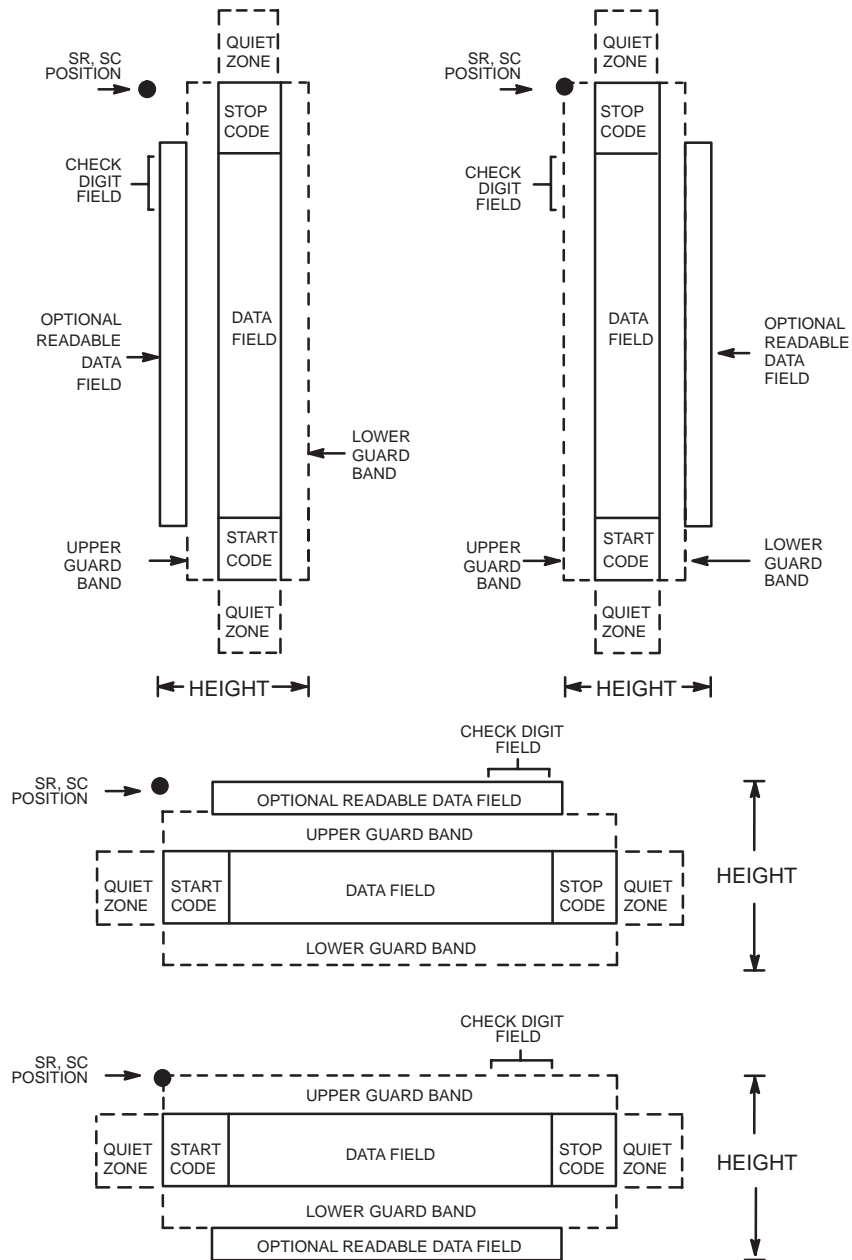 QUIET
ZONE
SR, SC
POSITION
STOP
CODE
CHECK
DIGIT
FIELD
OPTIONAL
READABLE
DATA
FIELD
DATA
FIELD
LOWER
GUARD
BAND
UPPER
GUARD
BAND
START
CODE
QUIET
ZONE
HEIGHT
QUIET
ZONE
SR, SC
POSITION
STOP
CODE
CHECK
DIGIT
FIELD
DATA
FIELD
OPTIONAL
READABLE
DATA
FIELD
UPPER
GUARD
BAND
START
CODE
LOWER
GUARD
BAND
QUIET
ZONE
HEIGHT
CHECK DIGIT
FIELD
SR, SC
POSITION
OPTIONAL READABLE DATA FIELD
UPPER GUARD BAND
QUIET
ZONE
START
CODE
DATA FIELD
STOP
CODE
QUIET
ZONE
HEIGHT
LOWER GUARD BAND
CHECK DIGIT
FIELD
SR, SC
POSITION
UPPER GUARD BAND
QUIET
ZONE
START
CODE
DATA FIELD
STOP
CODE
QUIET
ZONE
HEIGHT
LOWER GUARD BAND
OPTIONAL READABLE DATA FIELD